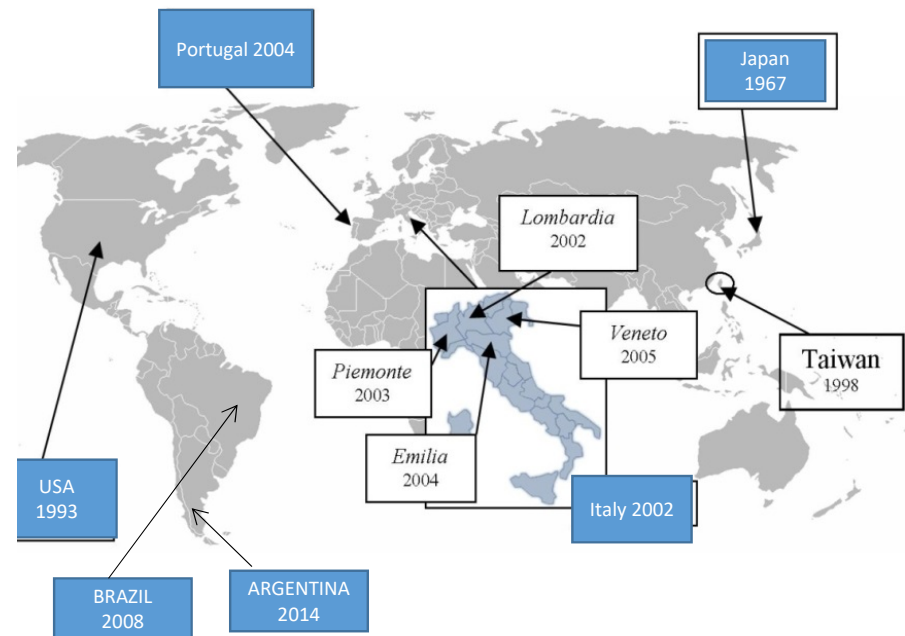 Portugal 2004
Japan
1967
Lombardia
2002
Veneto
2005
Piemonte
2003
Taiwan
1998
Emilia
2004
USA
1993
Italy 2002
BRAZIL
2008
ARGENTINA
2014